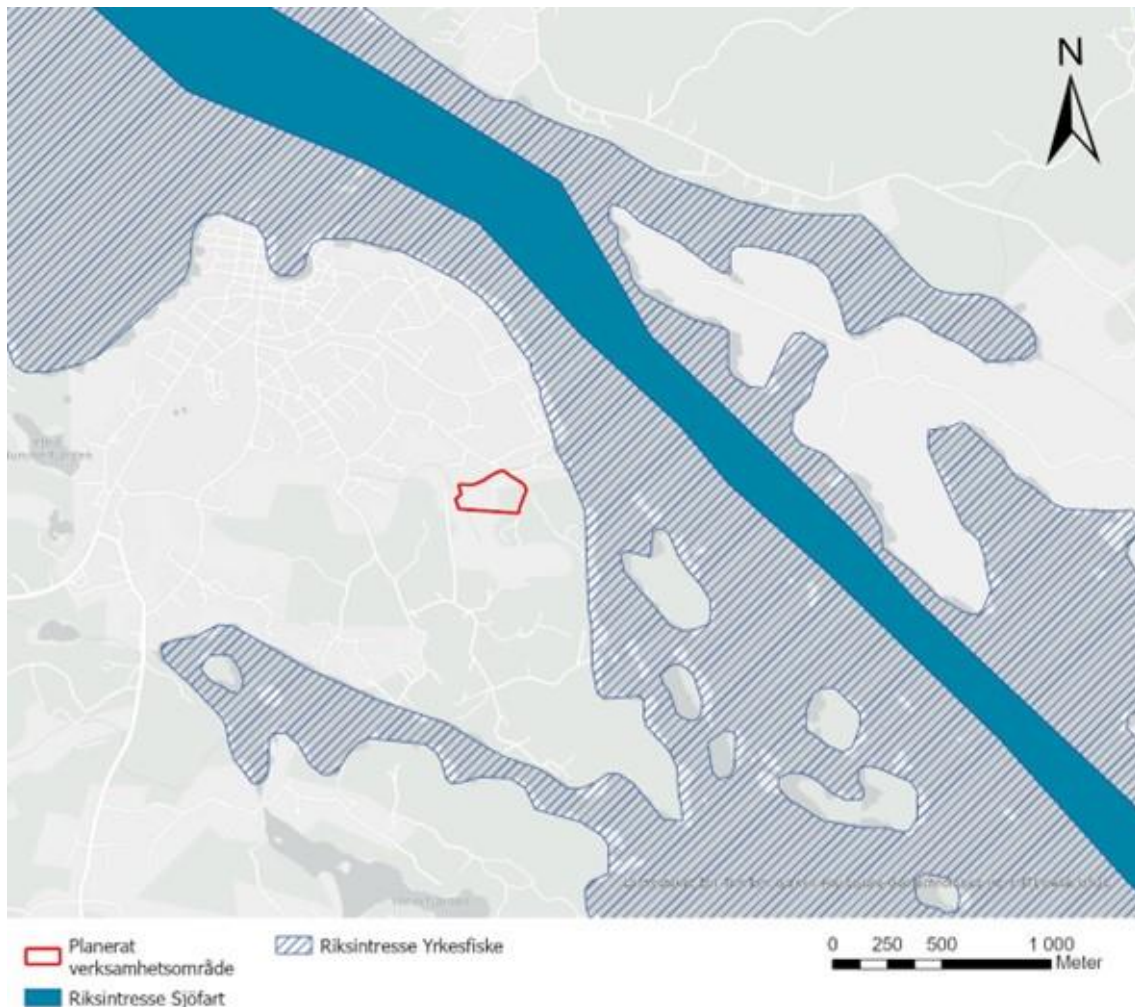 N
Planerat
verksamhetsområde
Riksintresse Sjöfart
Riksintresse Yrkesfiske
0 250 500 1 000
Meter